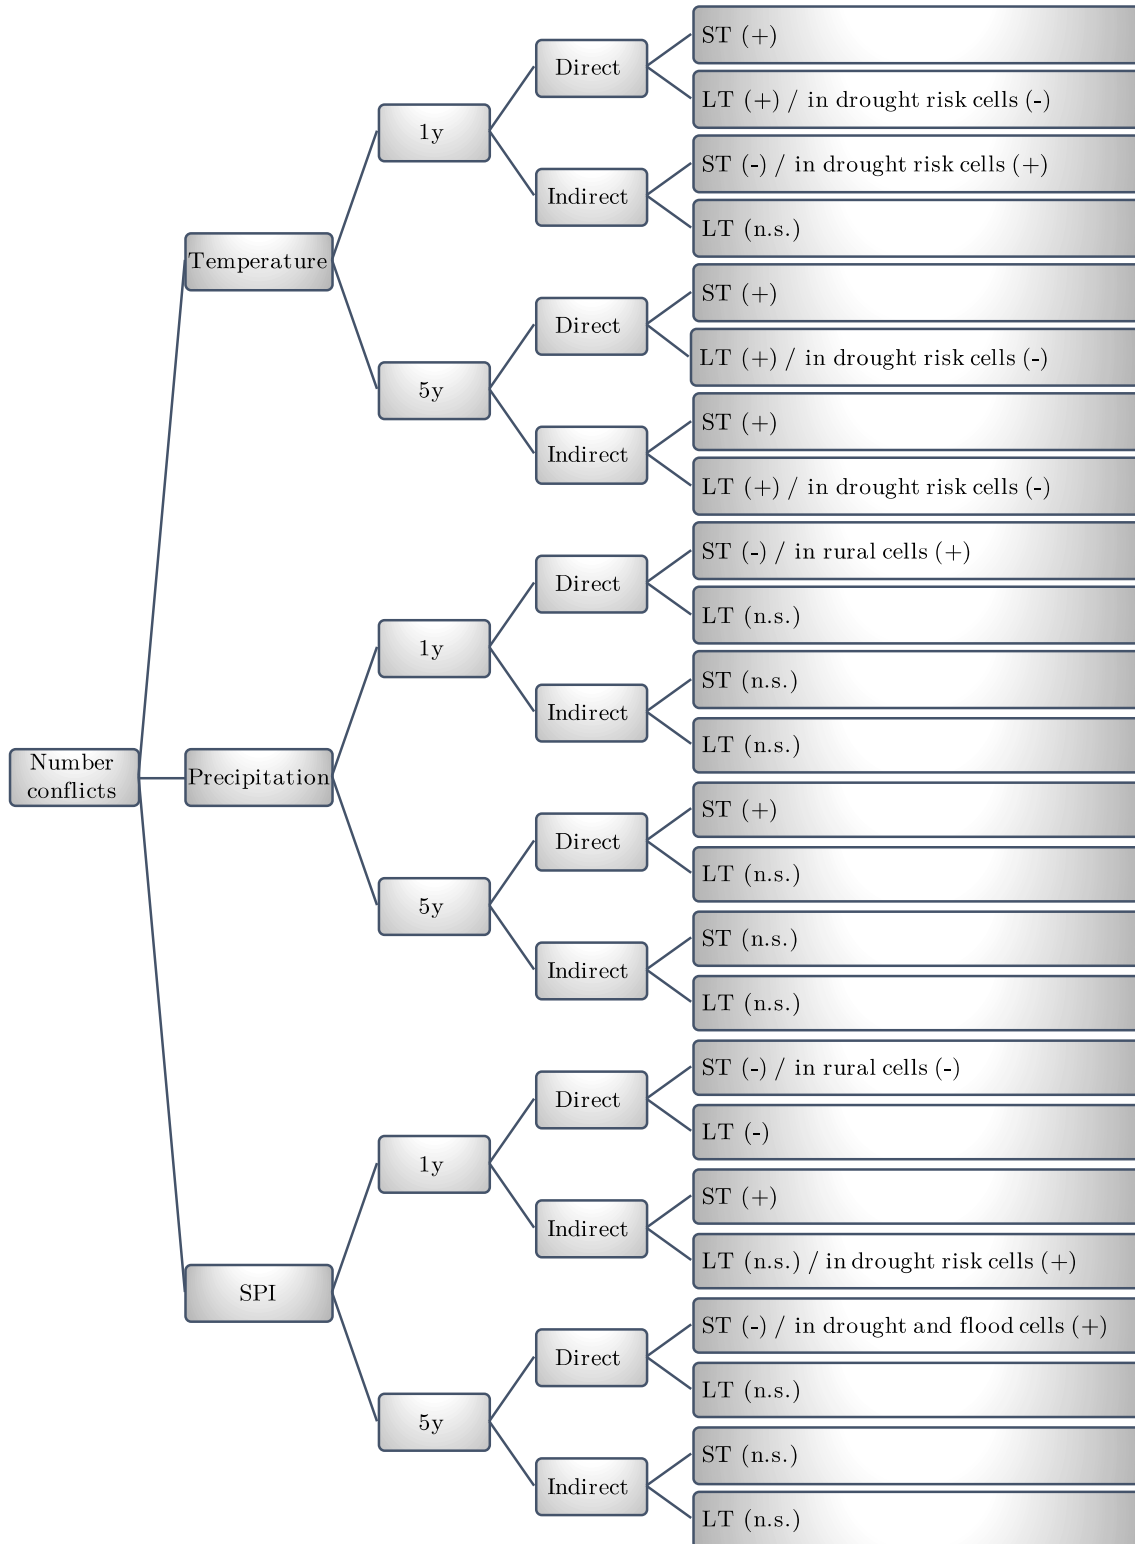 Number
conflicts
Temperature
1y
Direct
ST (+)
LT (+) / in drought risk cells (-)
Indirect
ST (-) / in drought risk cells (+)
LT (n.s.)
5y
Direct
ST (+)
LT (+) / in drought risk cells (-)
Indirect
ST (+)
LT (+) / in drought risk cells (-)
Precipitation
1y
Direct
ST (-) / in rural cells (+)
LT (n.s.)
Indirect
ST (n.s.)
LT (n.s.)
5y
Direct
ST (+)
LT (n.s.)
Indirect
ST (n.s.)
LT (n.s.)
SPI
1y
Direct
ST (-) / in rural cells (-)
LT (-)
Indirect
ST (+)
LT (n.s.) / in drought risk cells (+)
5y
Direct
ST (-) / in drought and flood cells (+)
LT (n.s.)
Indirect
ST (n.s.)
LT (n.s.)